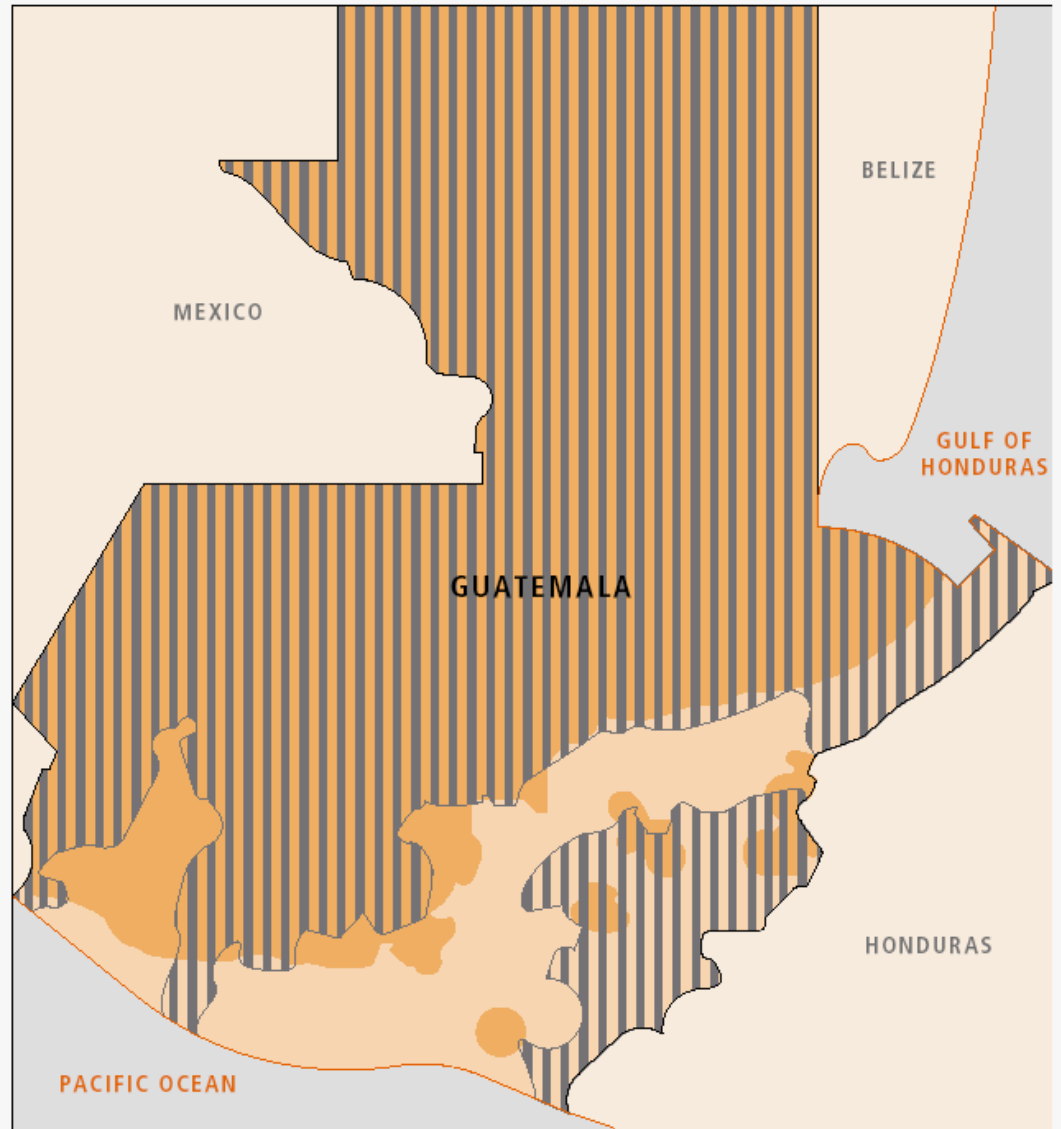 BELIZE
MEXICO
GULF OF
HONDURAS
GUATEMALA
HONDURAS
PACIFIC OCEAN